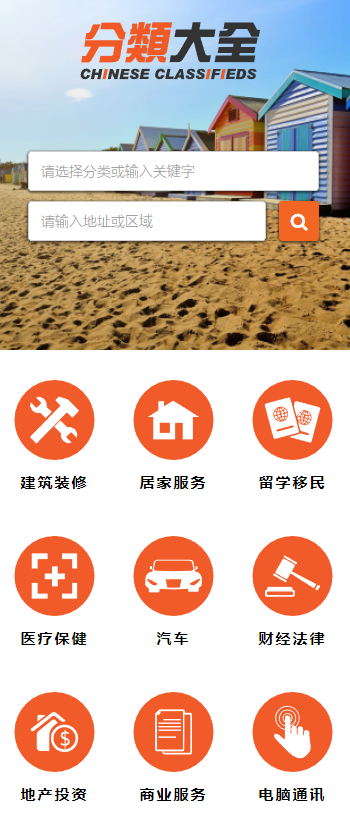 分類大全
CHINESE CLASSIFIEDS
请选择分类或输入关键字
请输入地址或区域
建筑装修
居家服务
留学移民
医疗保健
汽车
财经法律
$
地产投资
商业服务
电脑通讯